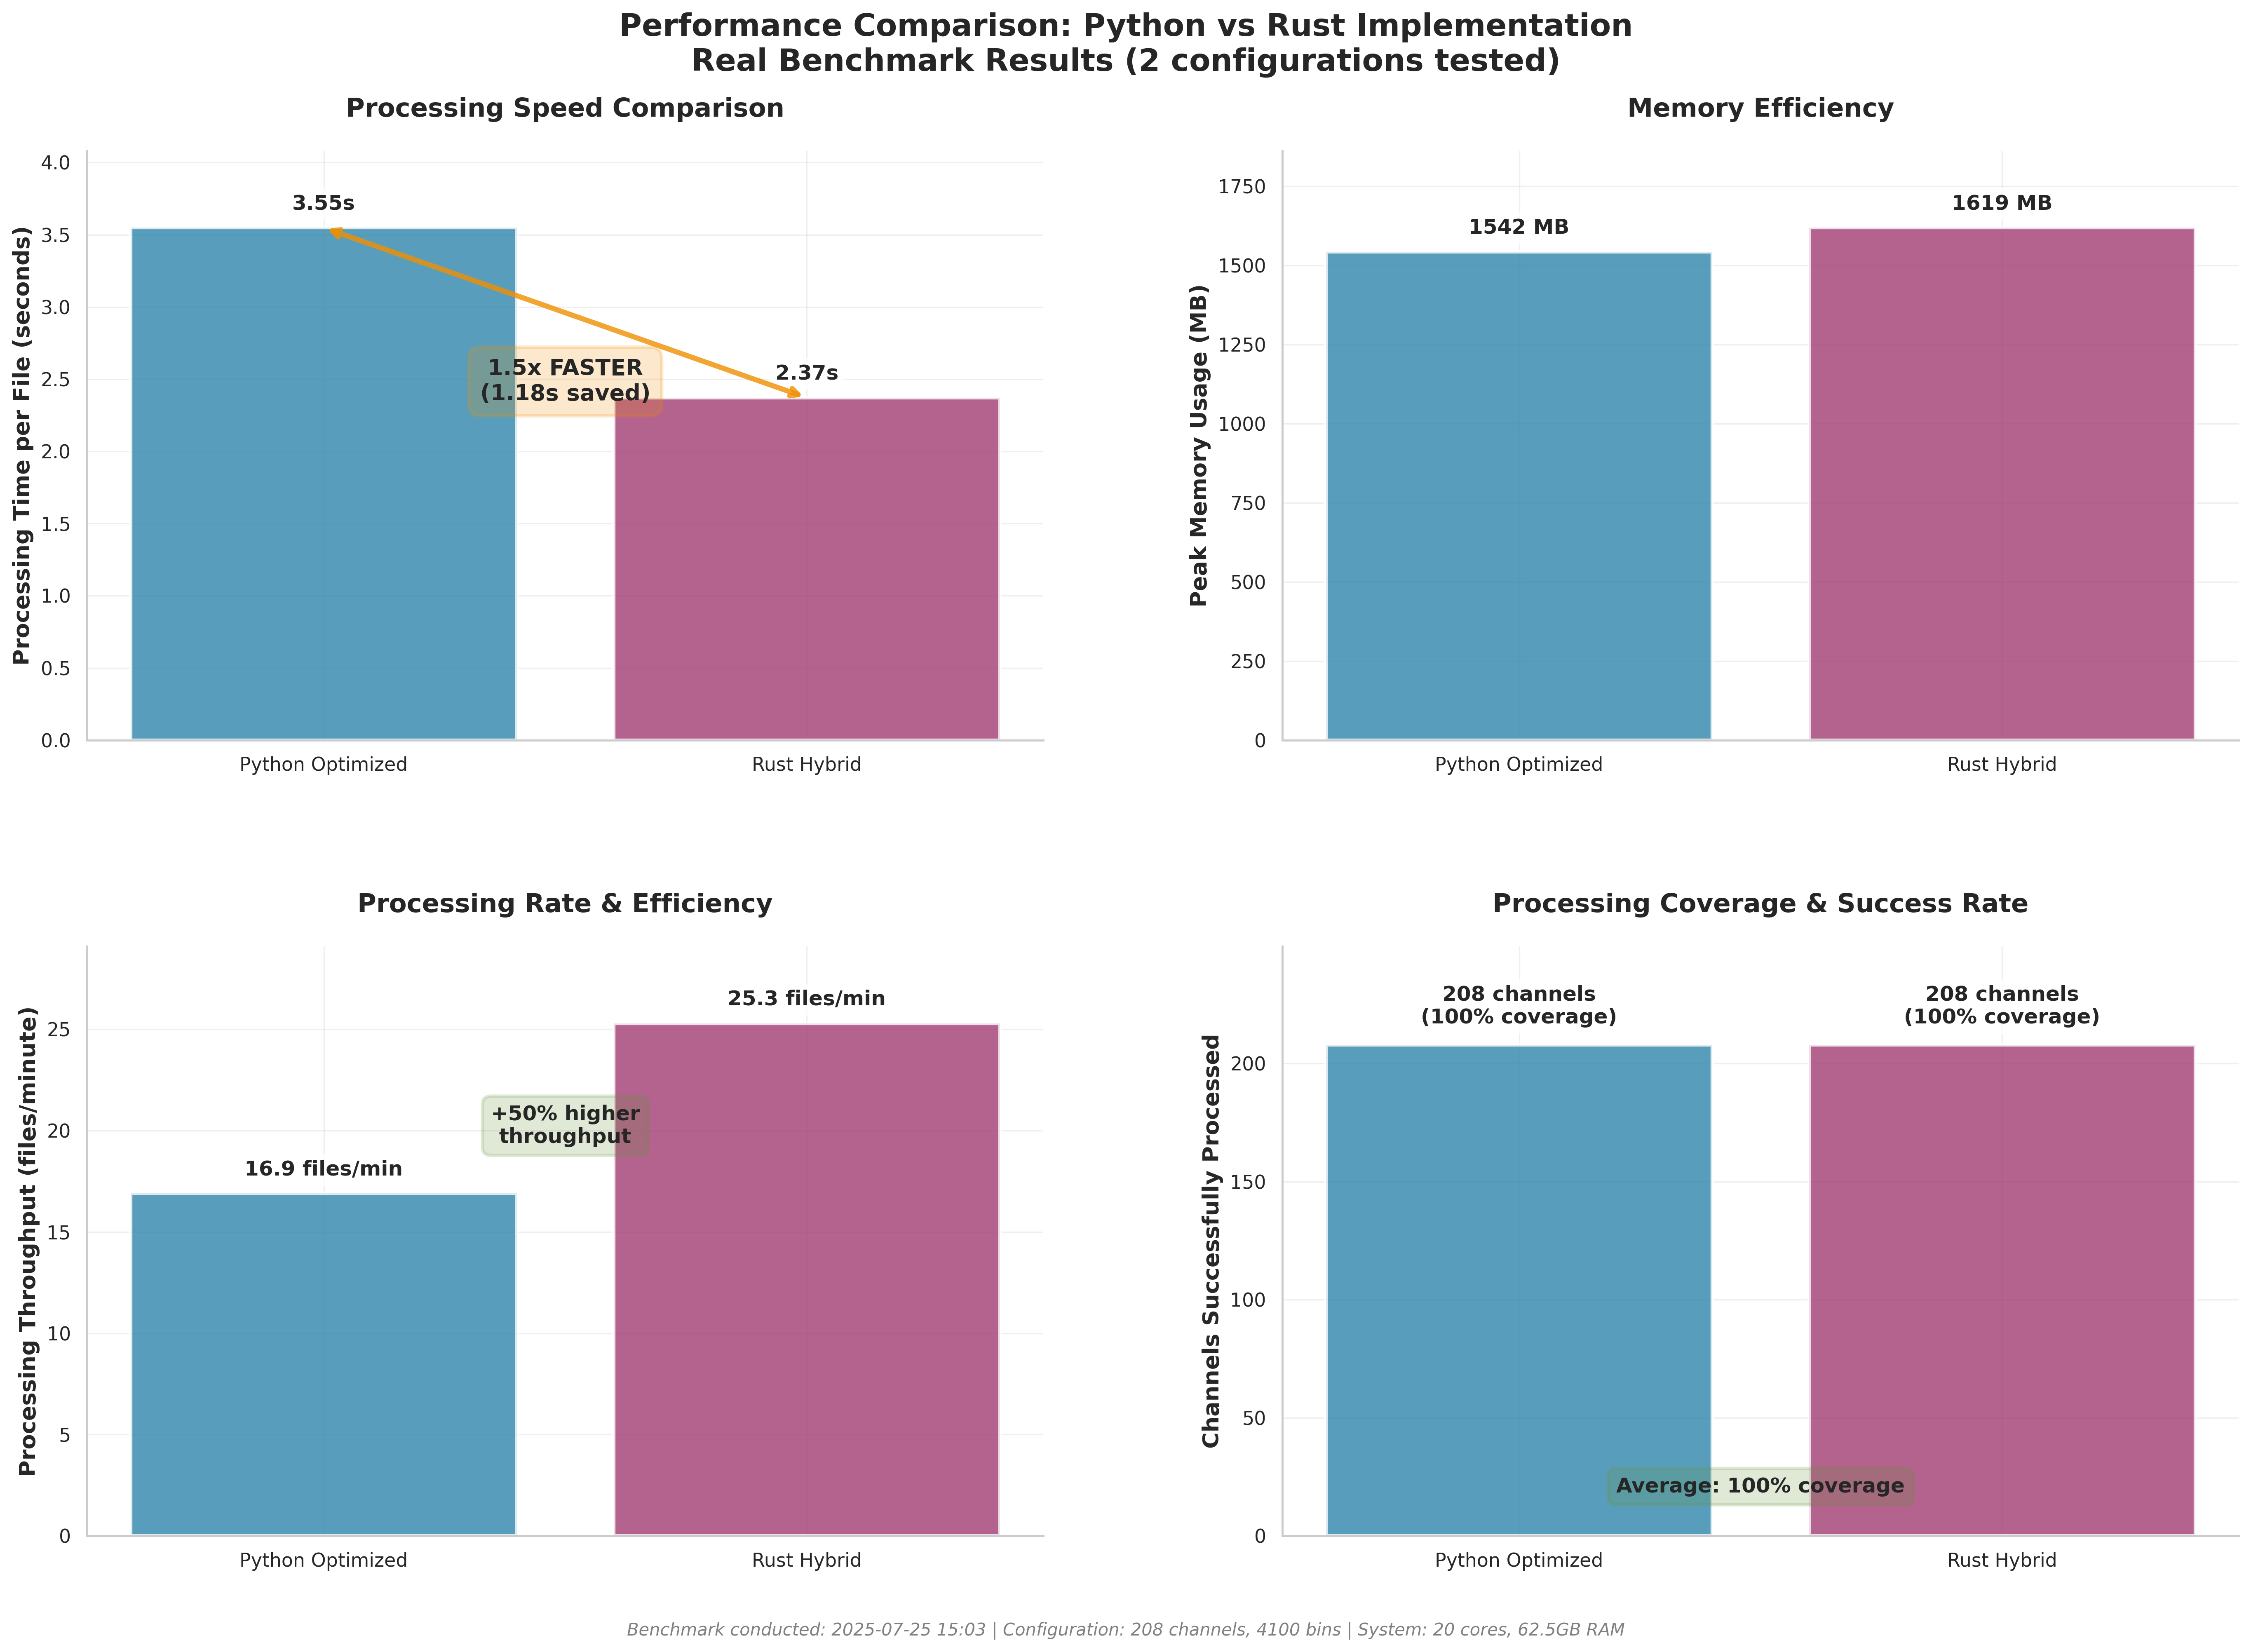 Performance Comparison: Python vs Rust Implementation
Real Benchmark Results (2 configurations tested)
Processing Speed Comparison
Processing Time per File (seconds)
4.0
3.5
3.0
2.5
2.0
1.5
1.0
0.5
0.0
3.55s
1.5x FASTER
(1.18s saved)
2.37s
Python Optimized
Rust Hybrid
Memory Efficiency
Peak Memory Usage (MB)
1750
1500
1250
1000
750
500
250
0
1542 MB
1619 MB
Python Optimized
Rust Hybrid
Processing Rate & Efficiency
Processing Throughput (files/minute)
25
20
15
10
5
0
16.9 files/min
+50% higher
throughput
25.3 files/min
Python Optimized
Rust Hybrid
Processing Coverage & Success Rate
Channels Successfully Processed
200
150
100
50
0
208 channels
(100% coverage)
208 channels
(100% coverage)
Average: 100% coverage
Python Optimized
Rust Hybrid
Benchmark conducted: 2025-07-25 15:03 | Configuration: 208 channels, 4100 bins | System: 20 cores, 62.5GB RAM